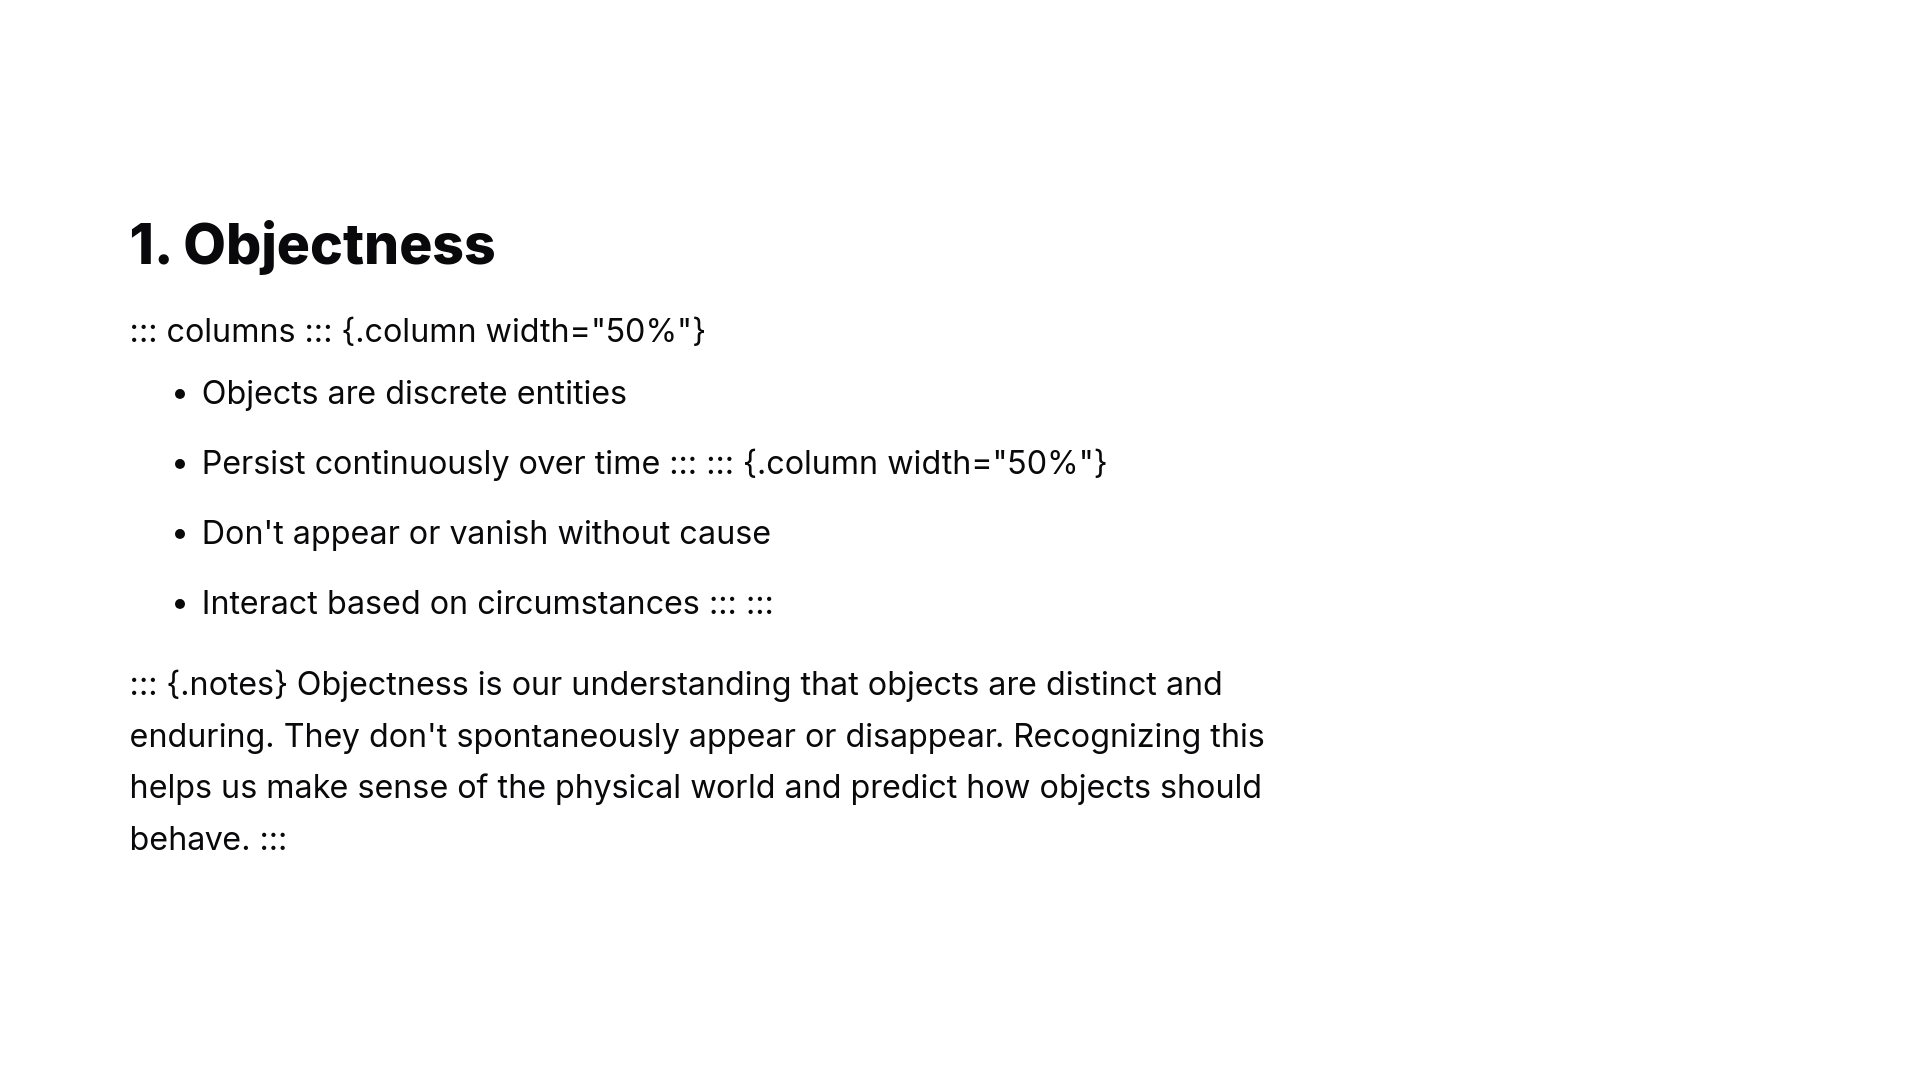 1. Objectness
::: columns ::: {.column width="50%"}
• Objects are discrete entities
• Persist continuously over time ::: ::: {.column width="50%"}
• Don't appear or vanish without cause
• Interact based on circumstances ::: :::
::: {.notes} Objectness is our understanding that objects are distinct and
enduring. They don't spontaneously appear or disappear. Recognizing this
helps us make sense of the physical world and predict how objects should
behave. :::